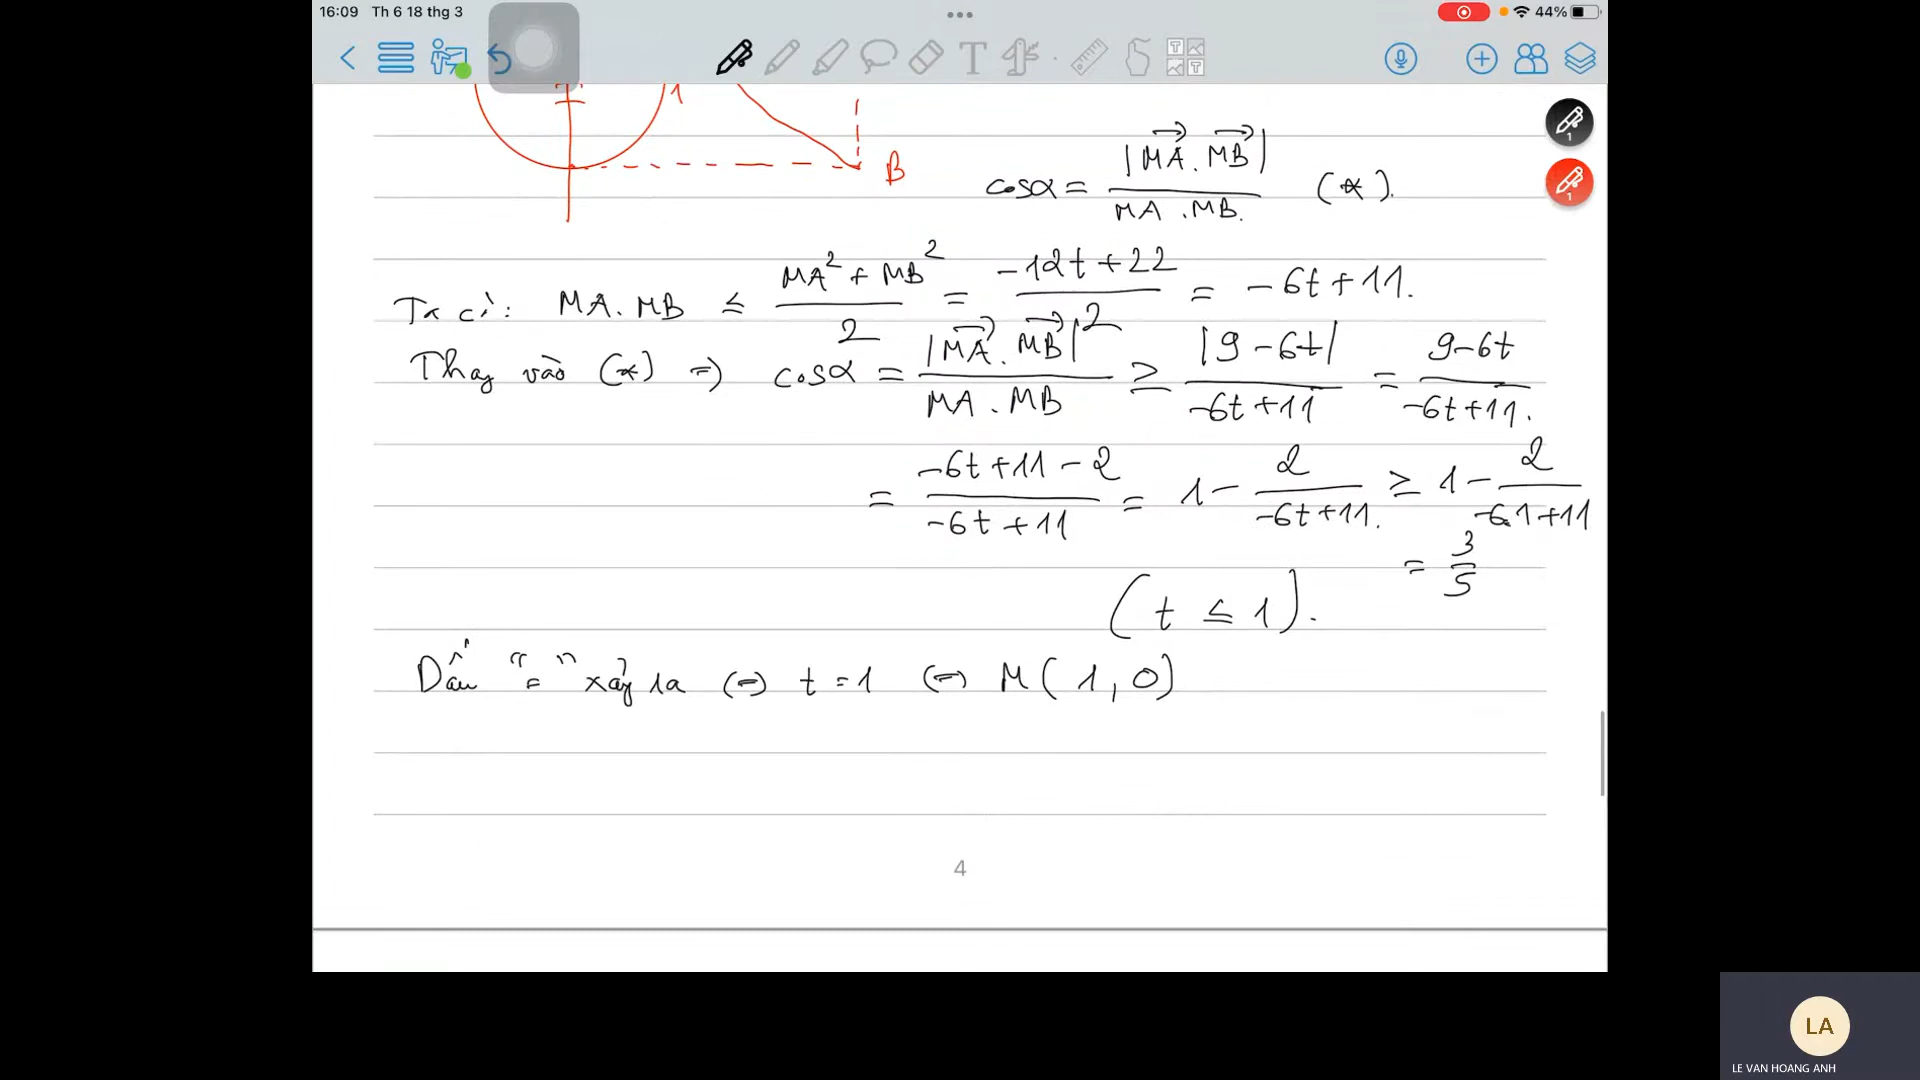 16:09 Th 6 18 thg 3
44%
1
B
cosα = |MA.MB| / MA.MB. (*).
Ta có: MA.MB ≤ (MA² + MB²) / 2 = (-12t + 22) / 2 = -6t + 11.
Thay vào (*) => cosα = |MA.MB| / MA.MB ≥ |9 - 6t| / -6t + 11 = 9 - 6t / -6t + 11.
= -6t + 11 - 2 / -6t + 11 = 1 - 2 / -6t + 11. ≥ 1 - 2 / -6.1 + 11
= 3/5
(t ≤ 1).
Dấu "=" xảy ra <=> t = 1 <=> M(1, 0)
4
LA
LE VAN HOANG ANH